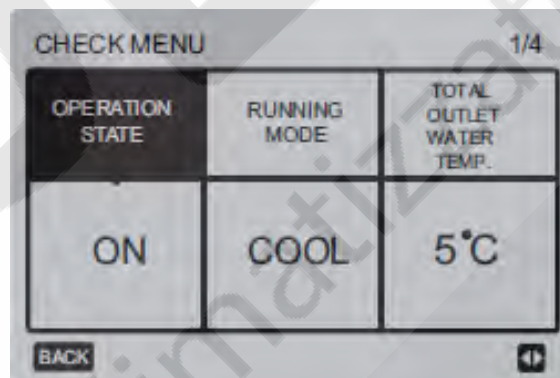 CHECK MENU 1/4
OPERATION
STATE
RUNNING
MODE
TOTAL
OUTLET
WATER
TEMP.
ON
COOL
5°C
BACK